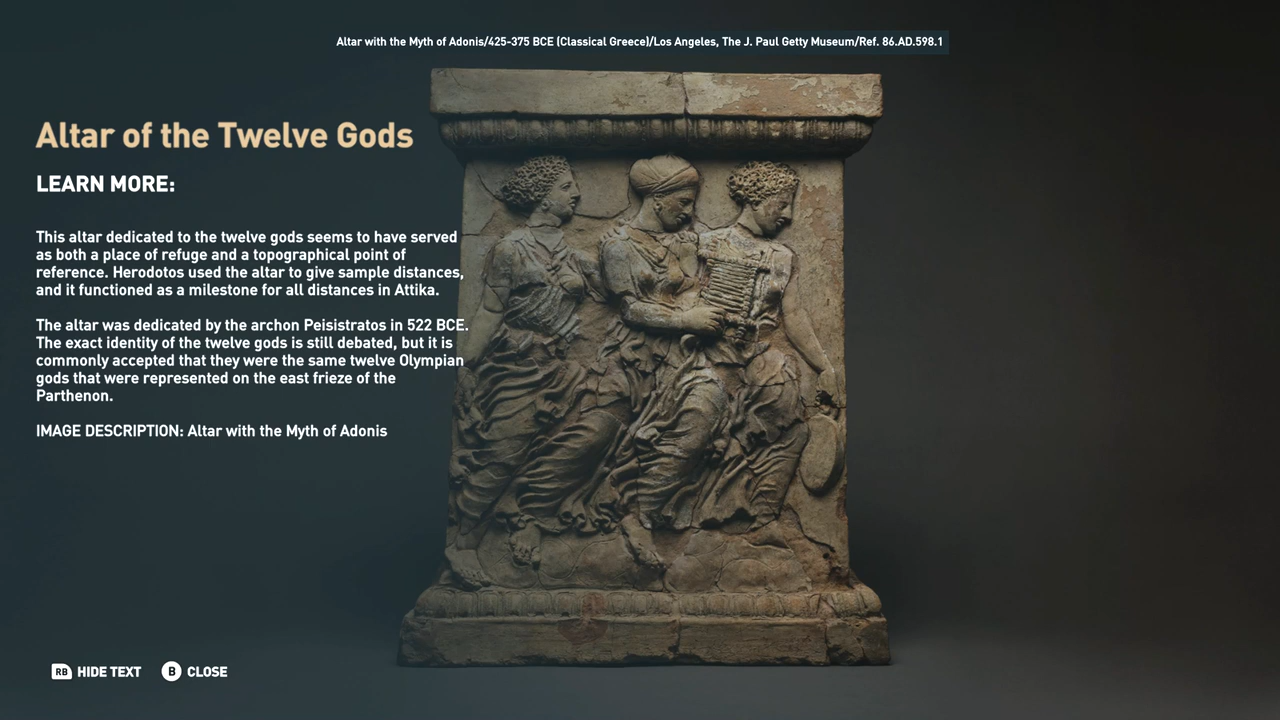 Altar with the Myth of Adonis/425-375 BCE (Classical Greece)/Los Angeles, The J. Paul Getty Museum/Ref. 86.AD.598.1
Altar of the Twelve Gods
LEARN MORE:
This altar dedicated to the twelve gods seems to have served
as both a place of refuge and a topographical point of
reference. Herodotos used the altar to give sample distances,
and it functioned as a milestone for all distances in Attika.
The altar was dedicated by the archon Peisistratos in 522 BCE.
The exact identity of the twelve gods is still debated, but it is
commonly accepted that they were the same twelve Olympian
gods that were represented on the east frieze of the
Parthenon.
IMAGE DESCRIPTION: Altar with the Myth of Adonis
RB HIDE TEXT B CLOSE